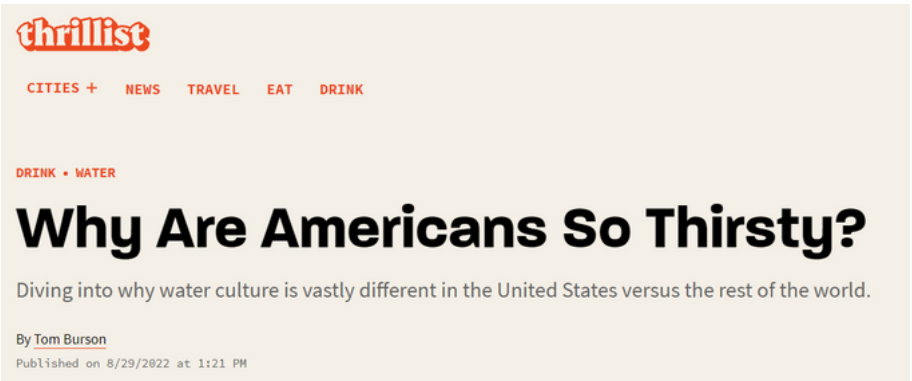 thrillist
CITIES + NEWS TRAVEL EAT DRINK
DRINK • WATER
Why Are Americans So Thirsty?
Diving into why water culture is vastly different in the United States versus the rest of the world.
By Tom Burson
Published on 8/29/2022 at 1:21 PM